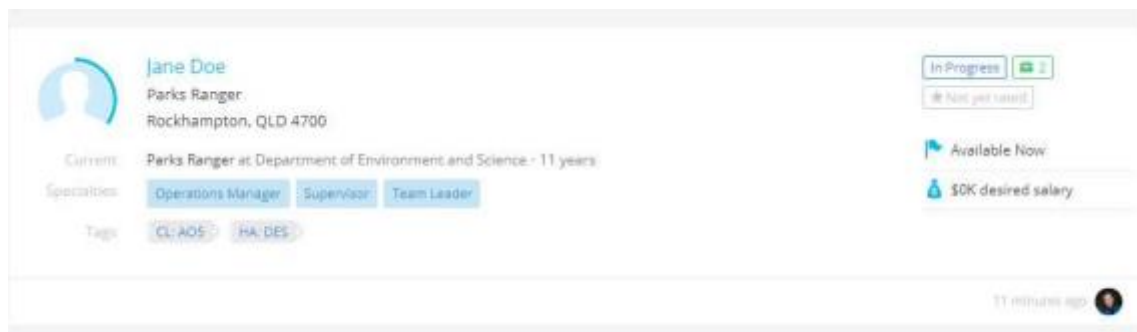 Jane Doe
Parks Ranger
Rockhampton, QLD 4700
Current Parks Ranger at Department of Environment and Science - 11 years
Specialties Operations Manager Supervisor Team Leader
Tags CL: AOS HA: DES
In Progress 2
Not yet rated
Available Now
$0K desired salary
11 minutes ago